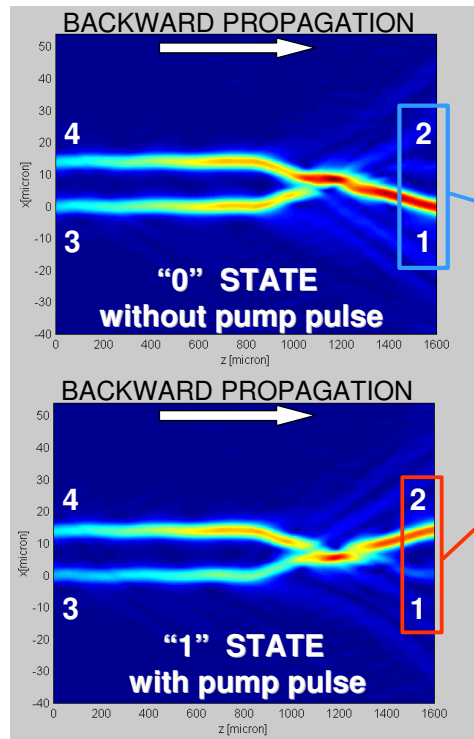 BACKWARD PROPAGATION
50
40
30
20
10
0
-10
-20
-30
-40
x[micron]
4
3
2
1
“0” STATE
without pump pulse
0 200 400 600 800 1000 1200 1400 1600
z [micron]
BACKWARD PROPAGATION
50
40
30
20
10
0
-10
-20
-30
-40
x[micron]
4
3
2
1
“1” STATE
with pump pulse
0 200 400 600 800 1000 1200 1400 1600
z [micron]